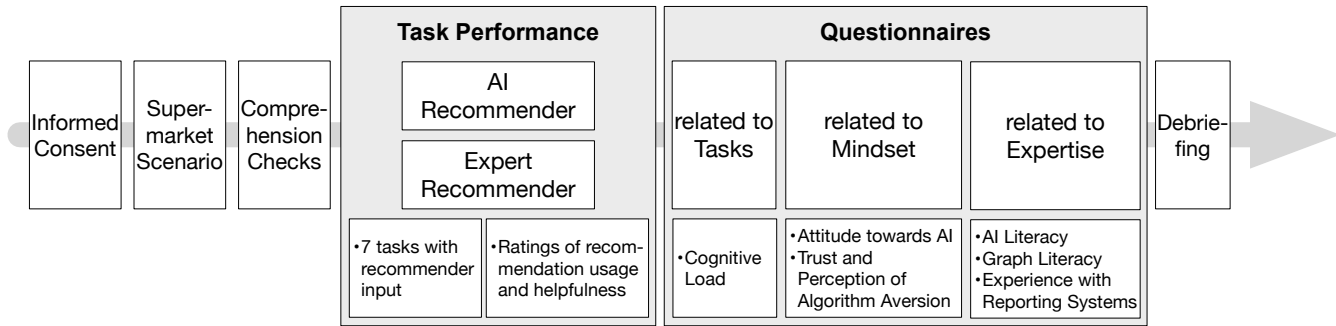 Informed
Consent
Super-
market
Scenario
Compre-
hension
Checks
Task Performance
AI
Recommender
Expert
Recommender
•7 tasks with
recommender
input
•Ratings of recom-
mendation usage
and helpfulness
Questionnaires
related to
Tasks
related to
Mindset
related to
Expertise
•Cognitive
Load
•Attitude towards AI
•Trust and
Perception of
Algorithm Aversion
•AI Literacy
•Graph Literacy
•Experience with
Reporting Systems
Debrie-
fing